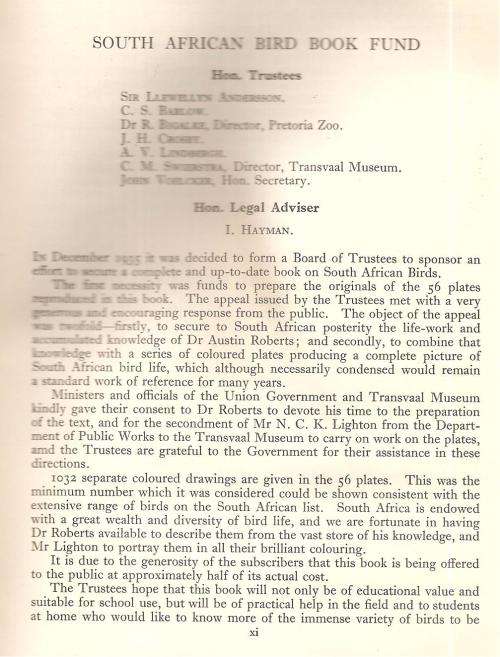 SOUTH AFRICAN BIRD BOOK FUND
Hon. Trustees
Sir Llewellyn Andersson.
C. S. Barlow.
Dr R. Bigalke, Director, Pretoria Zoo.
J. H. Crosby.
A. V. Lindbergh.
C. M. Swierstra, Director, Transvaal Museum.
John Voelcker, Hon. Secretary.
Hon. Legal Adviser
I. Hayman.
In December 1935 it was decided to form a Board of Trustees to sponsor an
effort to secure a complete and up-to-date book on South African Birds.
The first necessity was funds to prepare the originals of the 56 plates
reproduced in this book. The appeal issued by the Trustees met with a very
generous and encouraging response from the public. The object of the appeal
was twofold—firstly, to secure to South African posterity the life-work and
accumulated knowledge of Dr Austin Roberts; and secondly, to combine that
knowledge with a series of coloured plates producing a complete picture of
South African bird life, which although necessarily condensed would remain
a standard work of reference for many years.
Ministers and officials of the Union Government and Transvaal Museum
kindly gave their consent to Dr Roberts to devote his time to the preparation
of the text, and for the secondment of Mr N. C. K. Lighton from the Depart-
ment of Public Works to the Transvaal Museum to carry on work on the plates,
amd the Trustees are grateful to the Government for their assistance in these
directions.
1032 separate coloured drawings are given in the 56 plates. This was the
minimum number which it was considered could be shown consistent with the
extensive range of birds on the South African list. South Africa is endowed
with a great wealth and diversity of bird life, and we are fortunate in having
Dr Roberts available to describe them from the vast store of his knowledge, and
Mr Lighton to portray them in all their brilliant colouring.
It is due to the generosity of the subscribers that this book is being offered
to the public at approximately half of its actual cost.
The Trustees hope that this book will not only be of educational value and
suitable for school use, but will be of practical help in the field and to students
at home who would like to know more of the immense variety of birds to be
xi